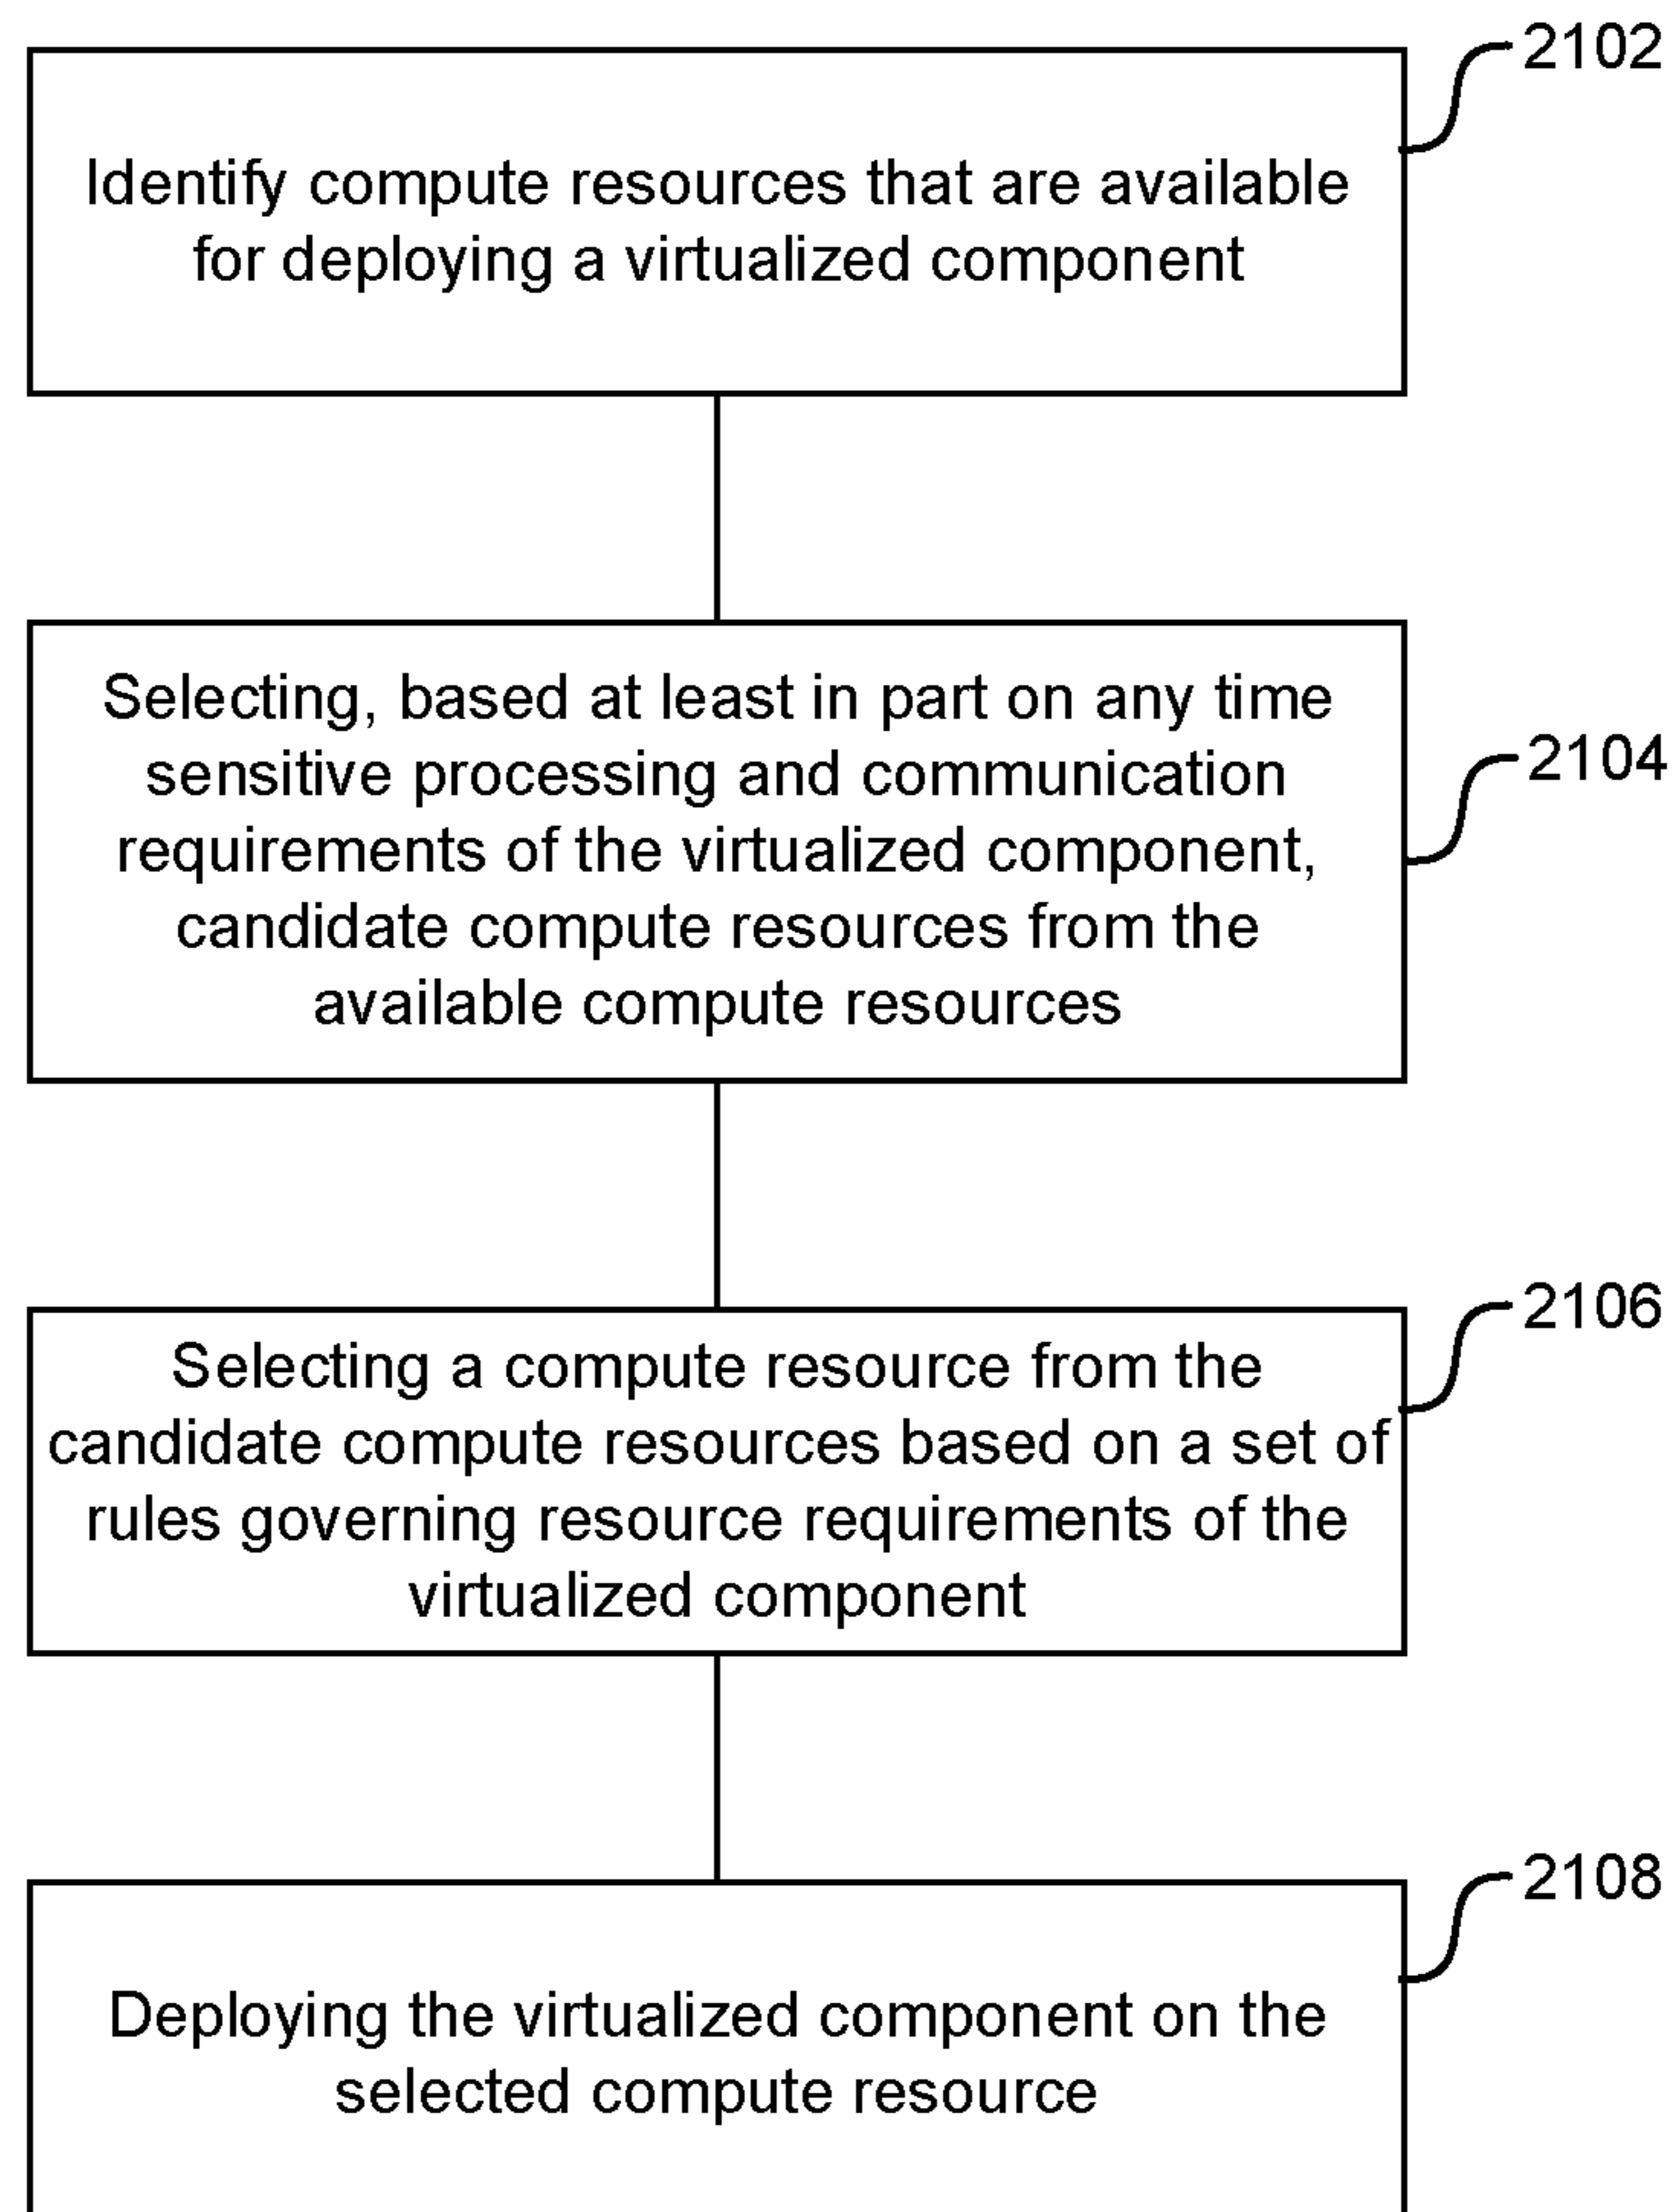 2102
Identify compute resources that are available
for deploying a virtualized component
Selecting, based at least in part on any time
sensitive processing and communication
requirements of the virtualized component,
candidate compute resources from the
available compute resources
2104
Selecting a compute resource from the
candidate compute resources based on a set of
rules governing resource requirements of the
virtualized component
2106
Deploying the virtualized component on the
selected compute resource
2108